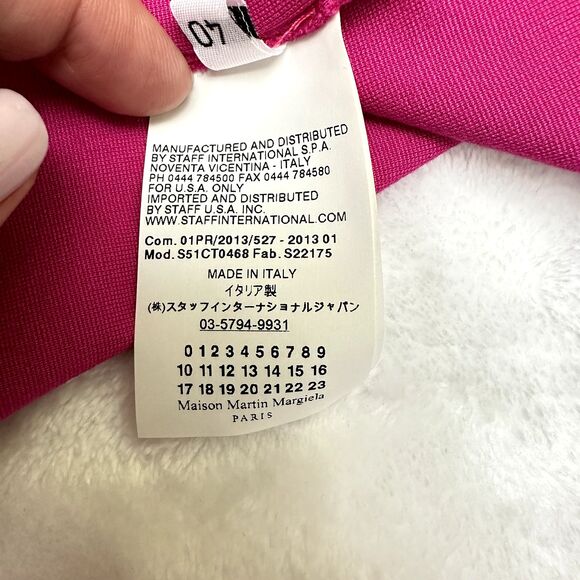 40
MANUFACTURED AND DISTRIBUTED
BY STAFF INTERNATIONAL S.P.A.
NOVENTA VICENTINA - ITALY
PH 0444 784500 FAX 0444 784580
FOR U.S.A. ONLY
IMPORTED AND DISTRIBUTED
BY STAFF U.S.A. INC.
WWW.STAFFINTERNATIONAL.COM
Com. 01PR/2013/527 - 2013 01
Mod. S51CT0468 Fab. S22175
MADE IN ITALY
イタリア製
(株)スタッフインターナショナルジャパン
03-5794-9931
0 1 2 3 4 5 6 7 8 9
10 11 12 13 14 15 16
17 18 19 20 21 22 23
Maison Martin Margiela
PARIS